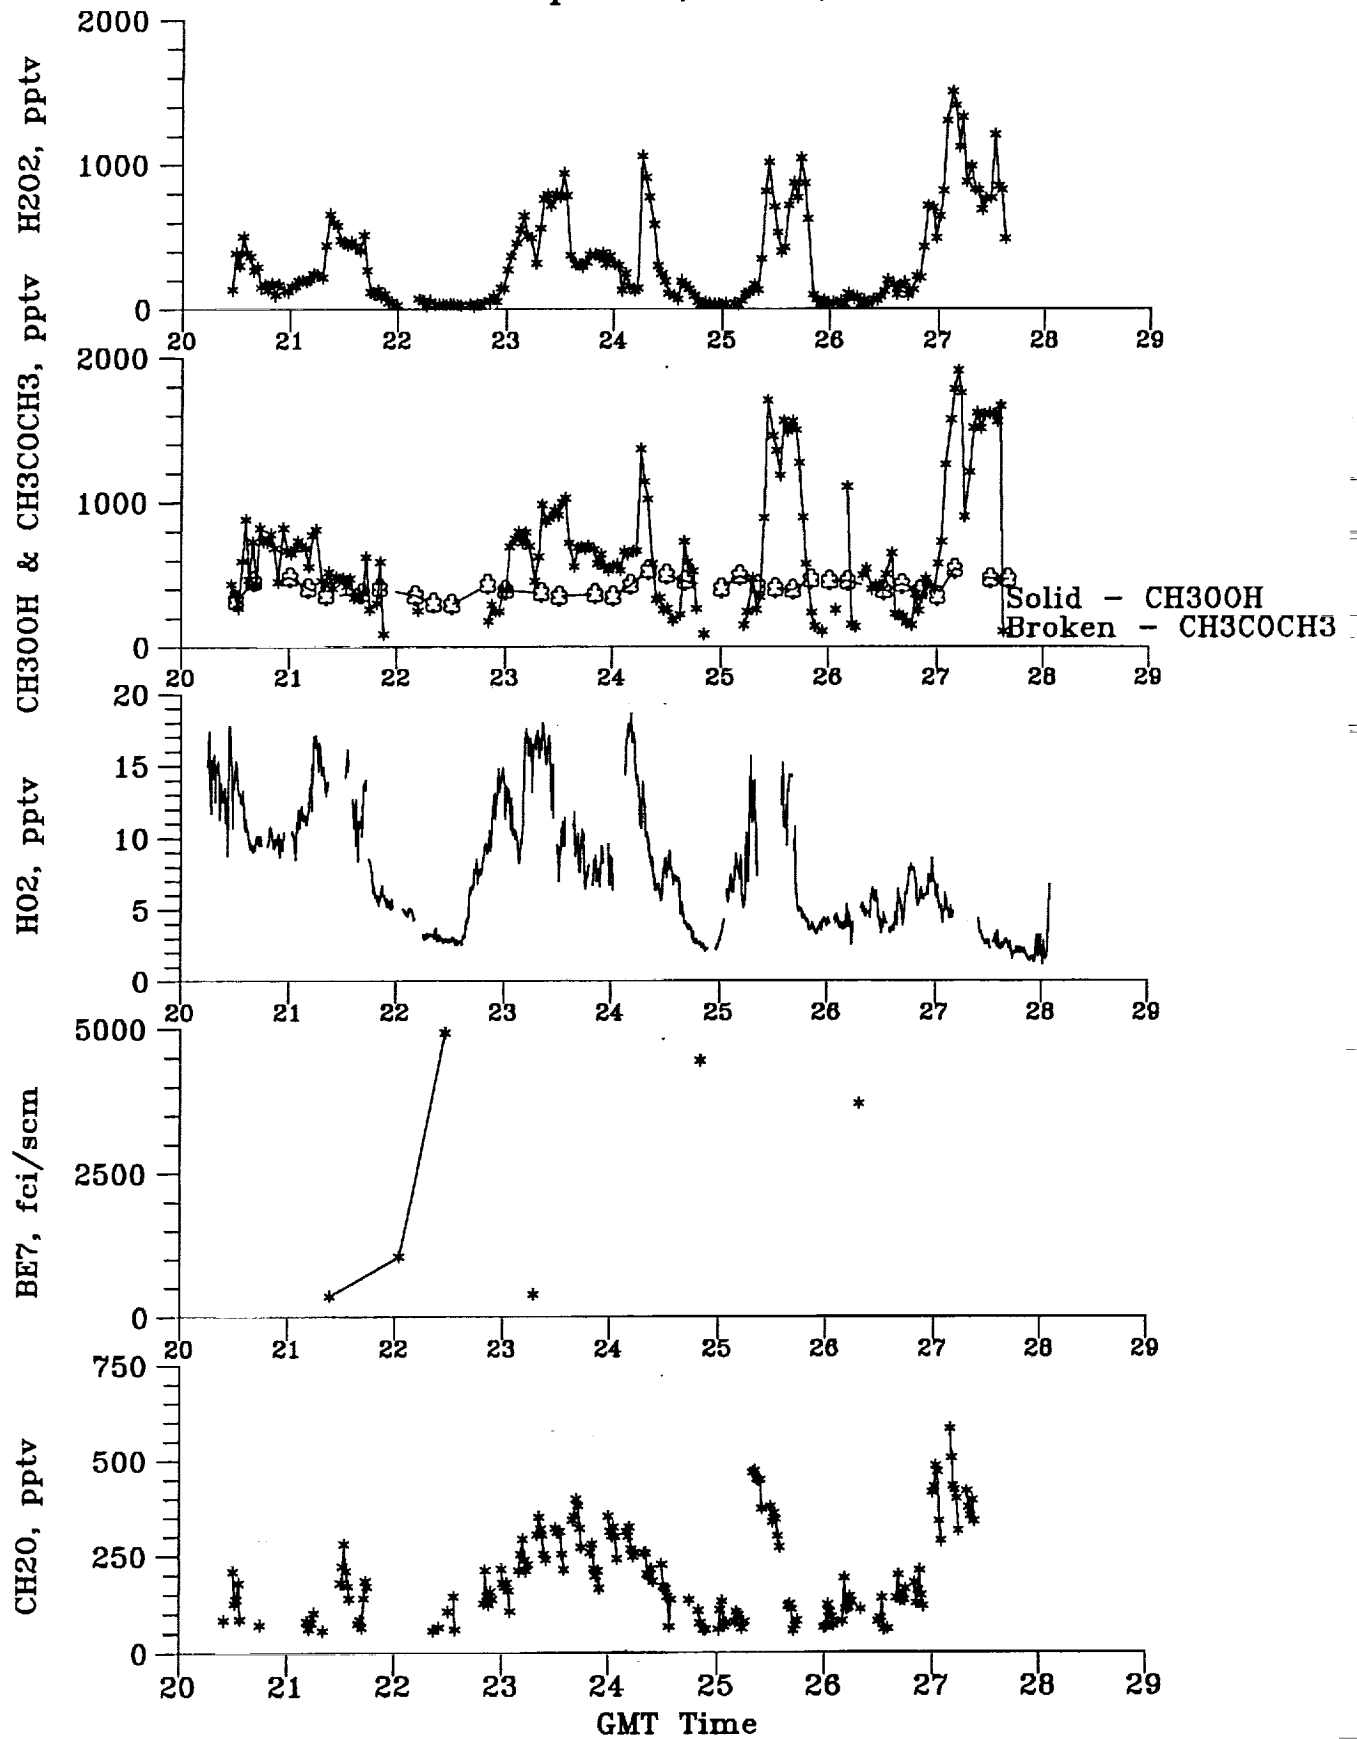 2000
1000
0
H2O2, pptv
20 21 22 23 24 25 26 27 28 29
2000
1000
0
CH3OOH & CH3COCH3, pptv
Solid - CH3OOH
Broken - CH3COCH3
20 21 22 23 24 25 26 27 28 29
20
15
10
5
0
HO2, pptv
20 21 22 23 24 25 26 27 28 29
5000
2500
0
BE7, fci/scm
20 21 22 23 24 25 26 27 28 29
750
500
250
0
CH2O, pptv
20 21 22 23 24 25 26 27 28 29
GMT Time